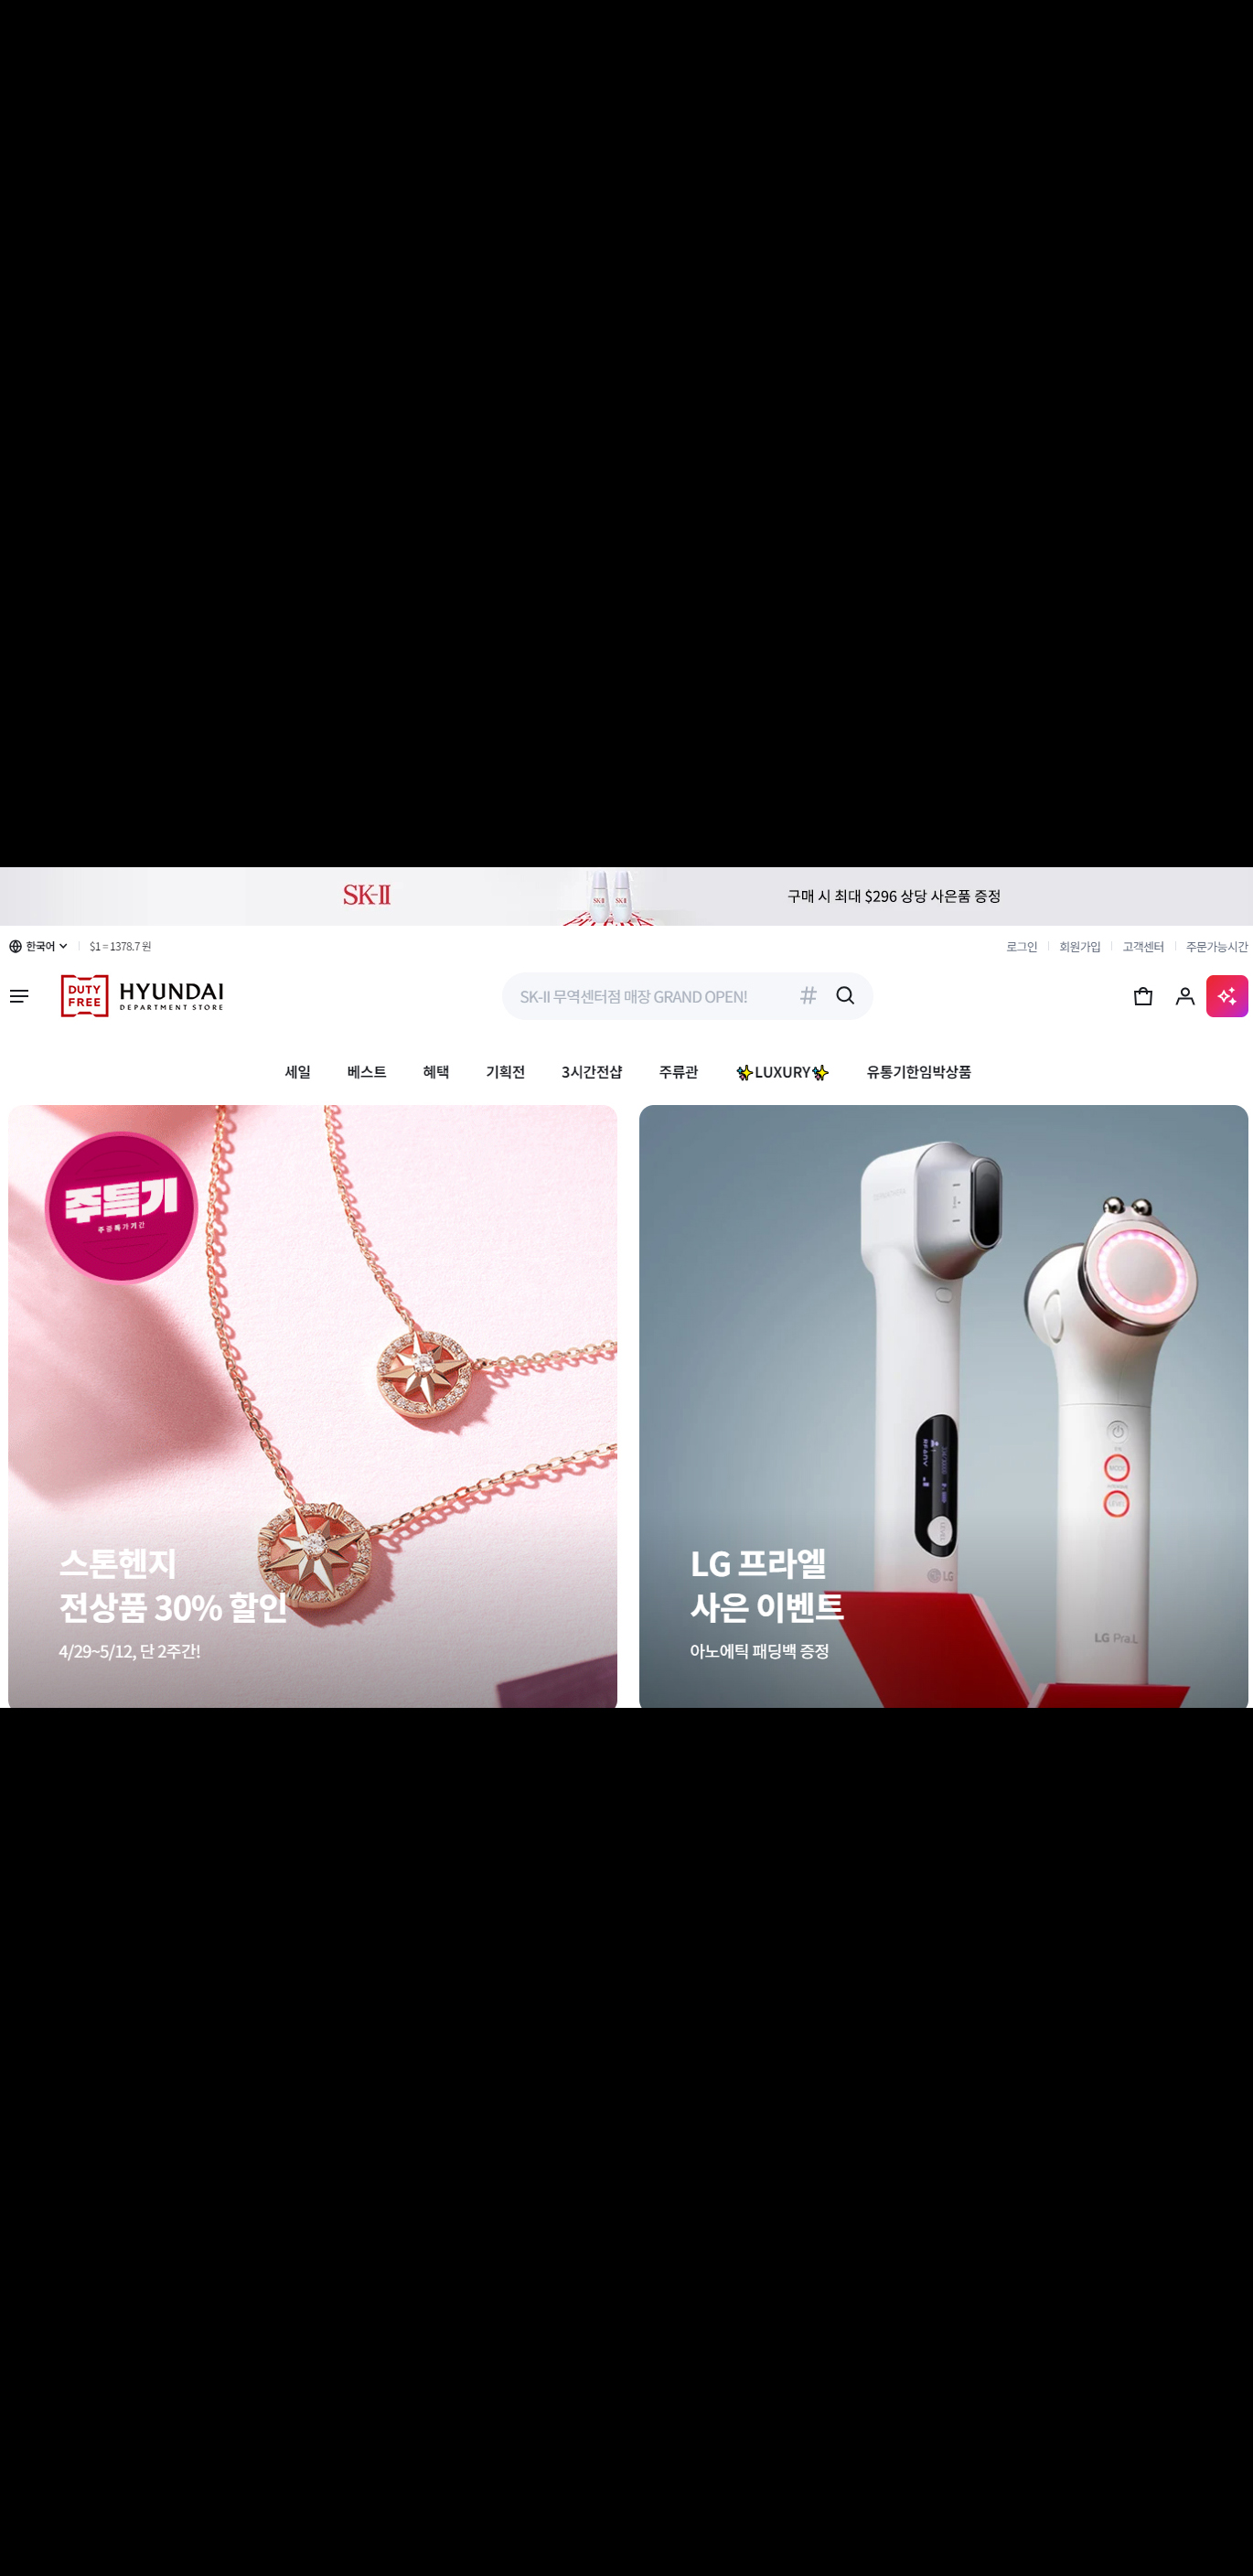 SK-II
구매 시 최대 $296 상당 사은품 증정
한국어
$1 = 1378.7 원
로그인
회원가입
고객센터
주문가능시간
DUTY
FREE
HYUNDAI
DEPARTMENT STORE
SK-II 무역센터점 매장 GRAND OPEN!
세일
베스트
혜택
기획전
3시간전샵
주류관
✨LUXURY✨
유통기한임박상품
주특기
주중특가기간
스톤헨지
전상품 30% 할인
4/29~5/12, 단 2주간!
LG 프라엘
사은 이벤트
아노에틱 패딩백 증정
LG
LG Pra.L